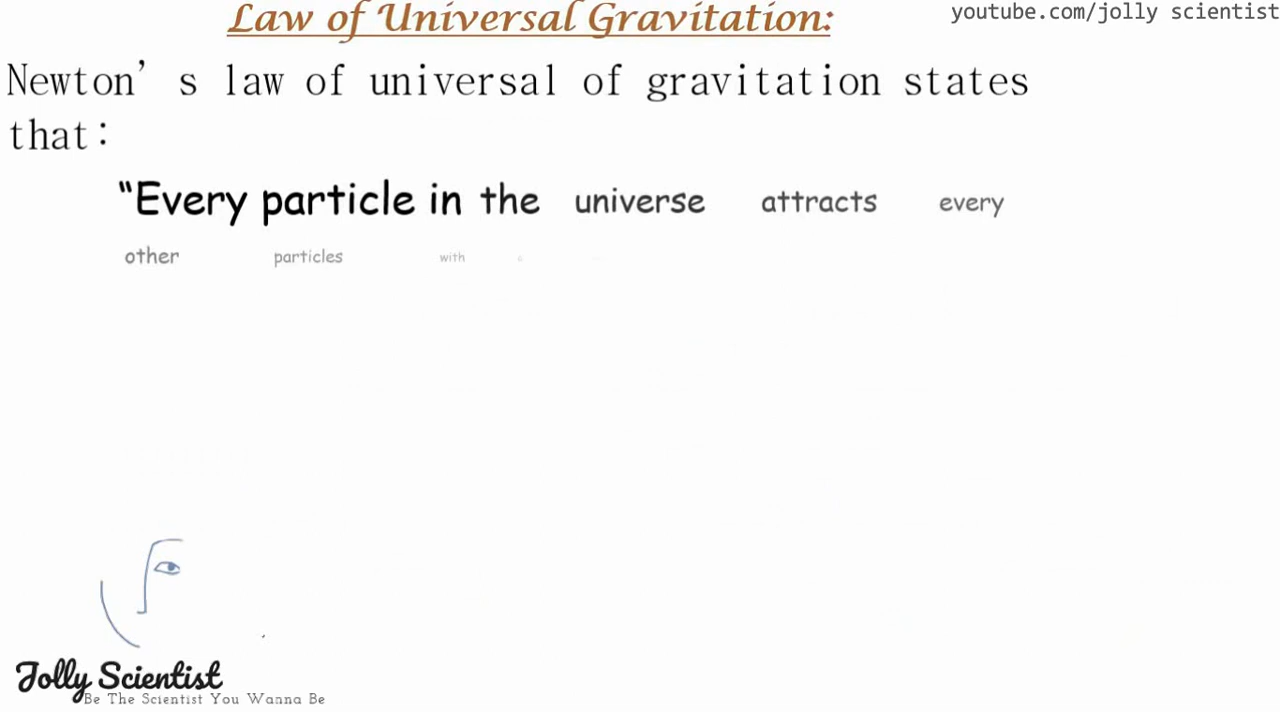 Law of Universal Gravitation:
youtube.com/jolly scientist
Newton’s law of universal of gravitation states
that:
“Every particle in the universe attracts every
other particles with
Jolly Scientist
Be The Scientist You Wanna Be